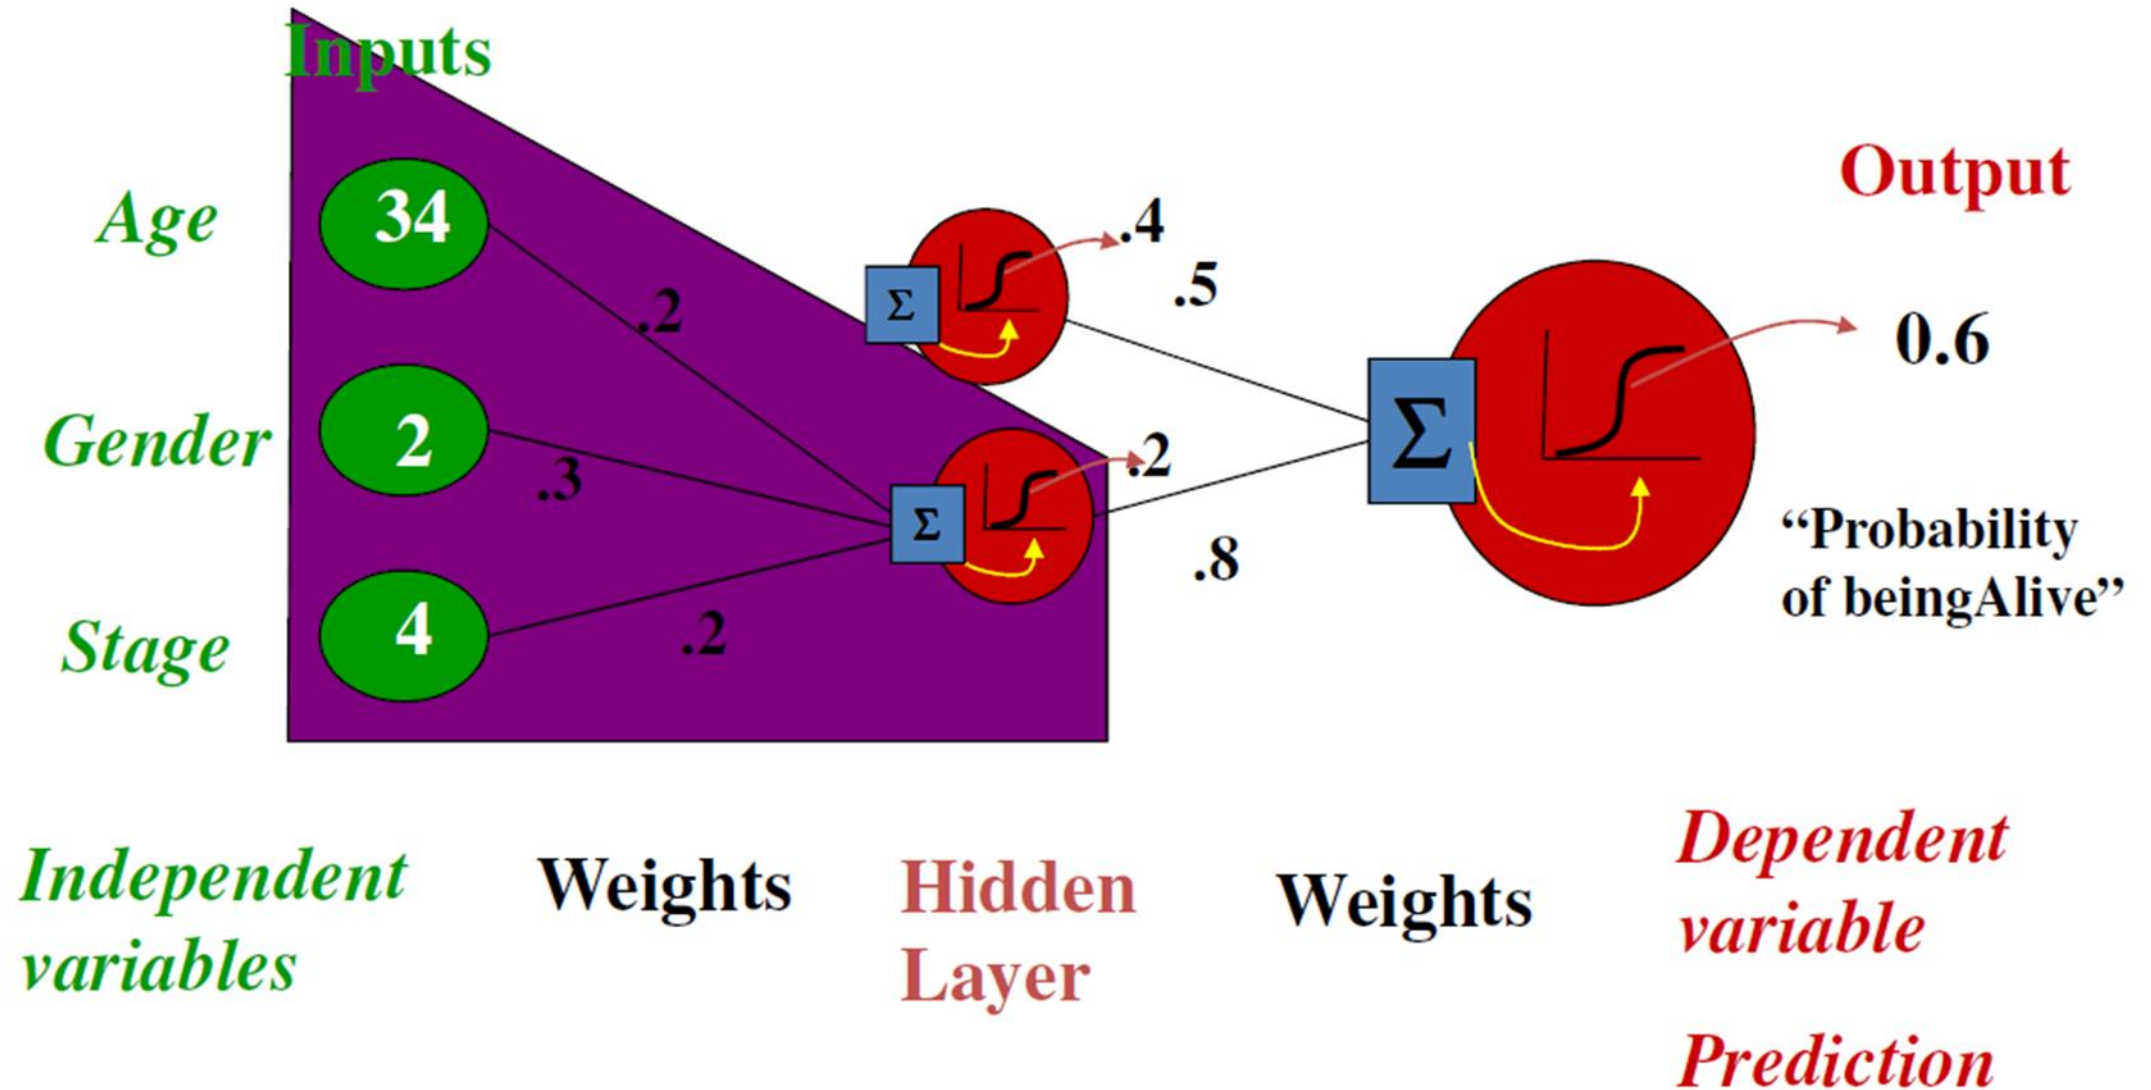 Inputs
Output
Age
34
.2
Σ
.4
.5
0.6
Gender
2
.3
Σ
.2
Σ
.8
“Probability
of beingAlive”
Stage
4
.2
Independent
variables
Weights
Hidden
Layer
Weights
Dependent
variable
Prediction